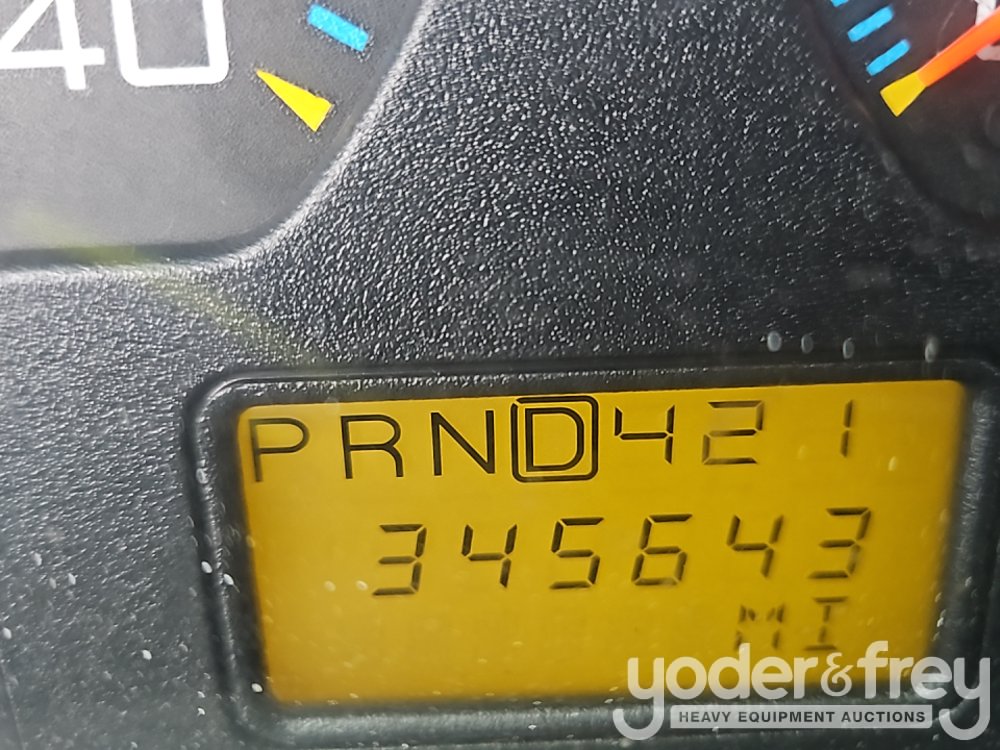 40
PRND421
345643
MI
yoder&frey
HEAVY EQUIPMENT AUCTIONS